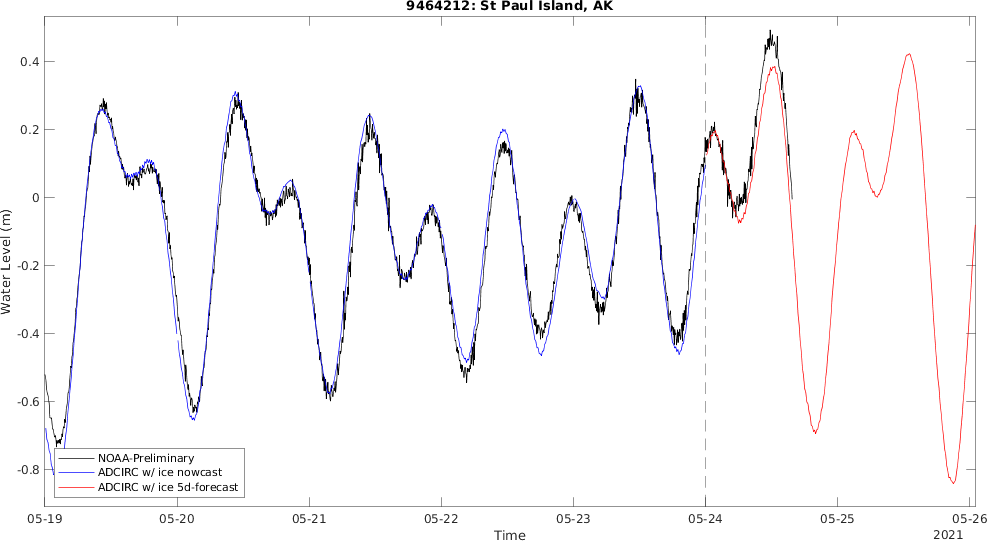 9464212: St Paul Island, AK
Water Level (m)
0.4
0.2
0
-0.2
-0.4
-0.6
-0.8
NOAA-Preliminary
ADCIRC w/ ice nowcast
ADCIRC w/ ice 5d-forecast
05-19 05-20 05-21 05-22 05-23 05-24 05-25 05-26
Time
2021